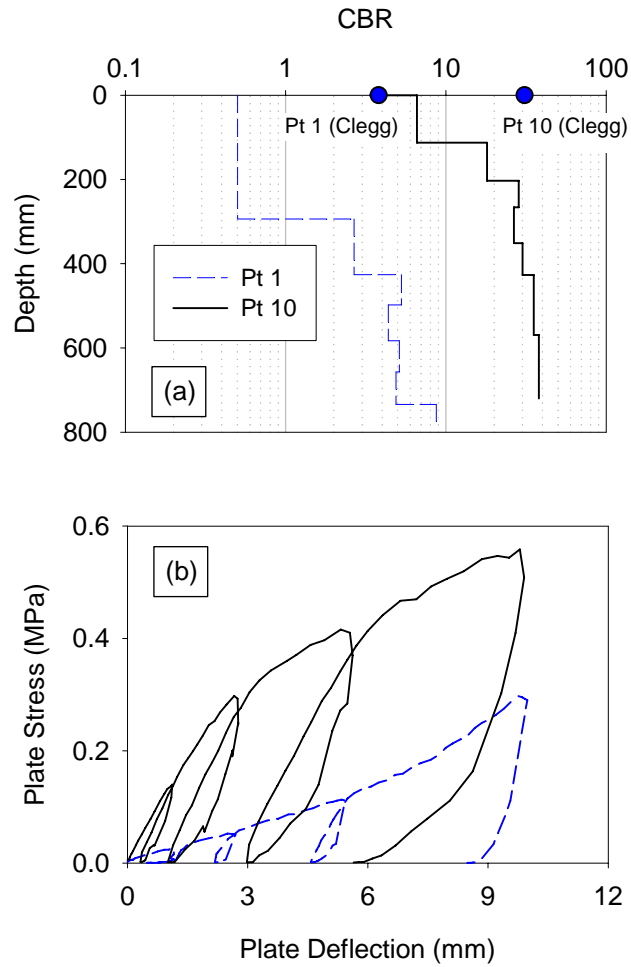 CBR
0.1 1 10 100
0
Pt 1 (Clegg) Pt 10 (Clegg)
200
400
600
800
Depth (mm)
Pt 1
Pt 10
(a)
0.6
(b)
0.4
0.2
0.0
Plate Stress (MPa)
0 3 6 9 12
Plate Deflection (mm)